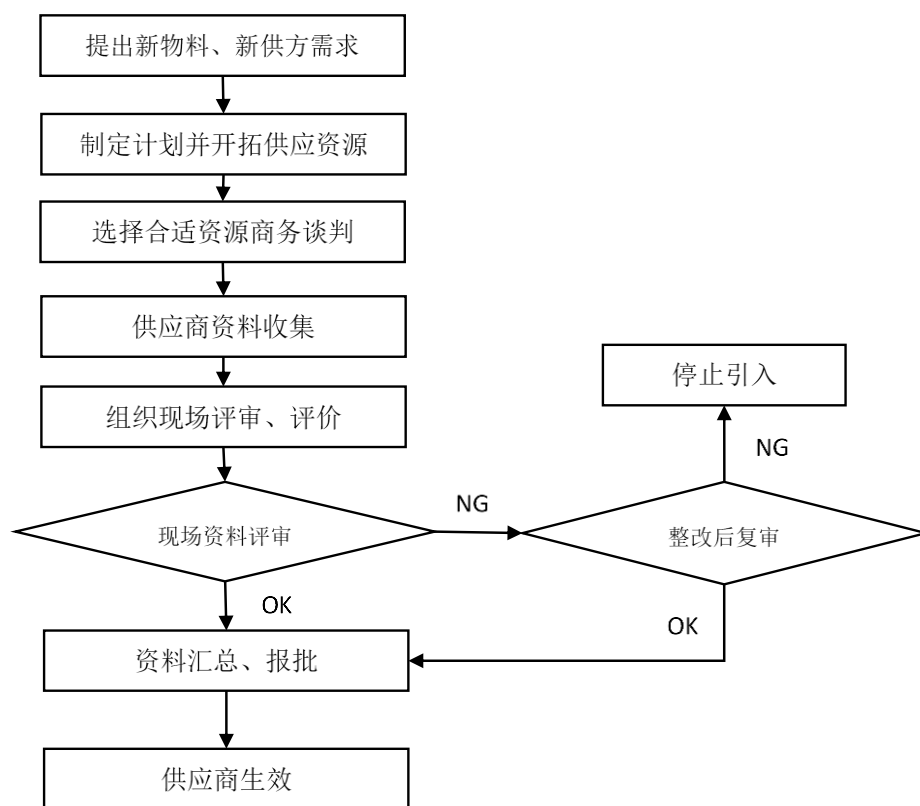 提出新物料、新供方需求
制定计划并开拓供应资源
选择合适资源商务谈判
供应商资料收集
停止引入
组织现场评审、评价
NG
NG
现场资料评审
整改后复审
OK
OK
资料汇总、报批
供应商生效